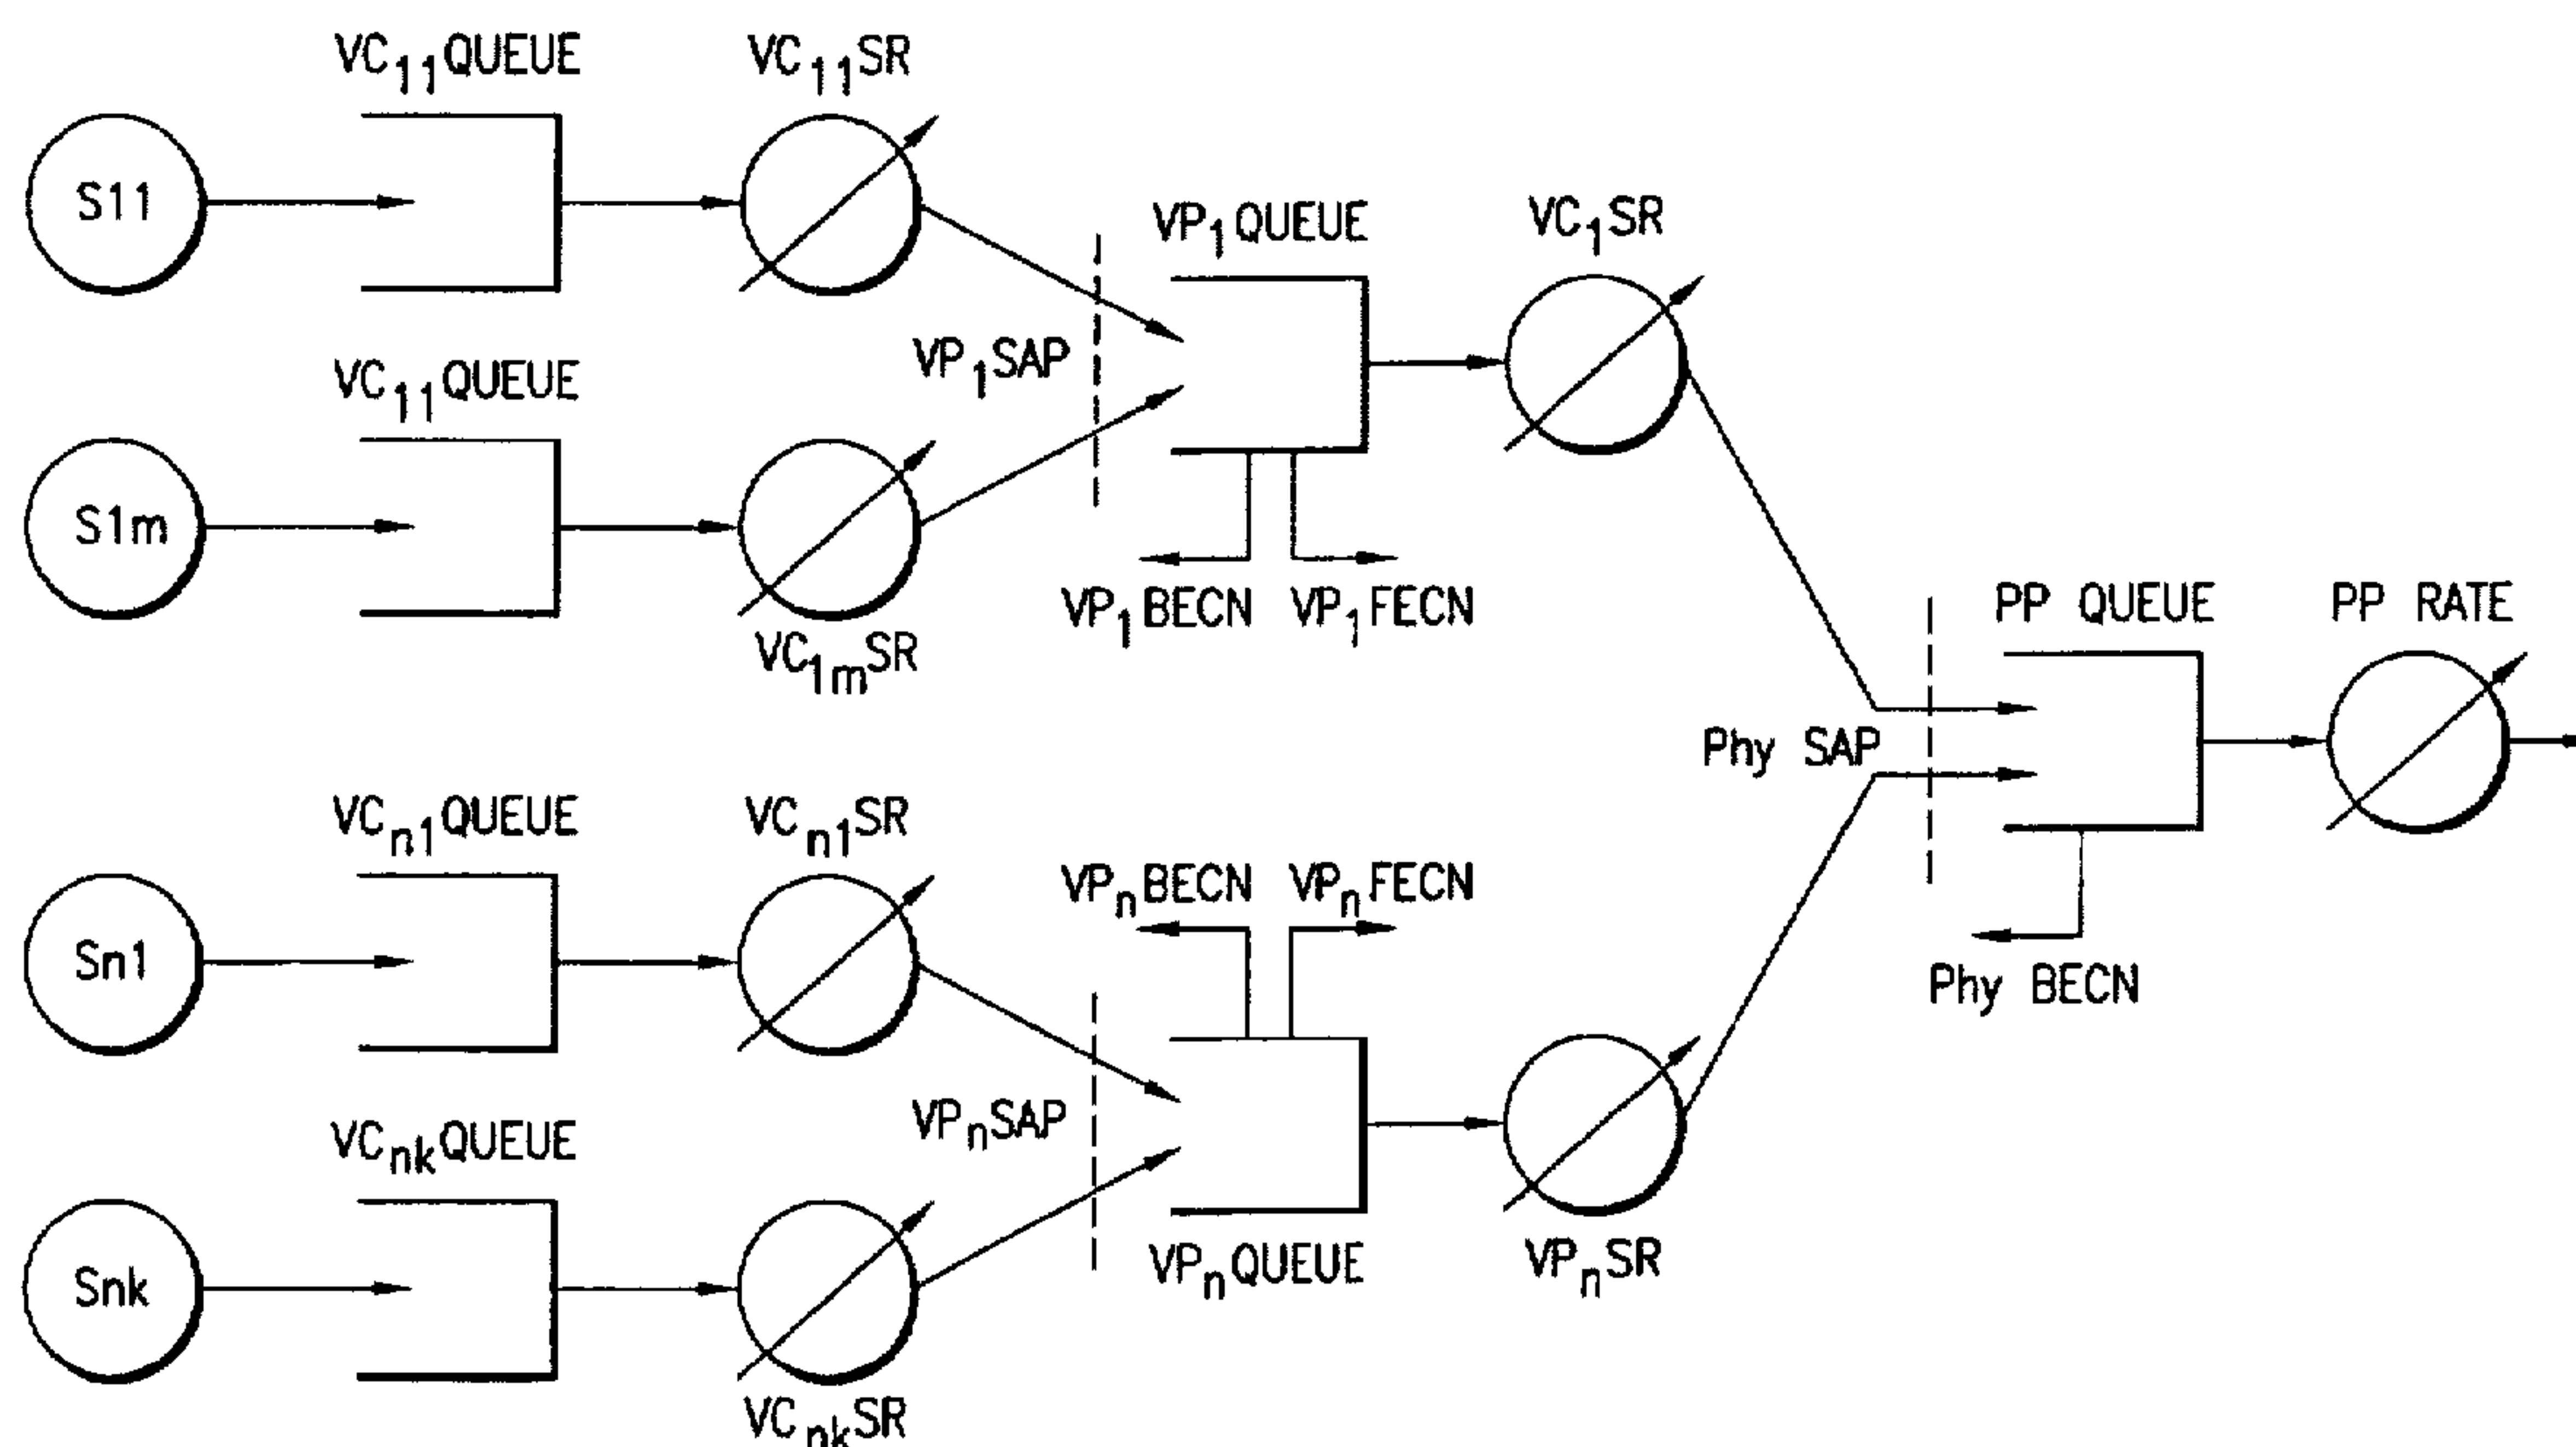 VC11QUEUE VC11SR
S11
VP1QUEUE VC1SR
VP1SAP
VC11QUEUE
S1m
VP1BECN VP1FECN
VC1mSR
PP QUEUE PP RATE
Phy SAP
VCn1QUEUE VCn1SR
VPnBECN VPnFECN
Sn1
Phy BECN
VPnSAP
VCnkQUEUE
VPnQUEUE VPnSR
Snk
VCnkSR